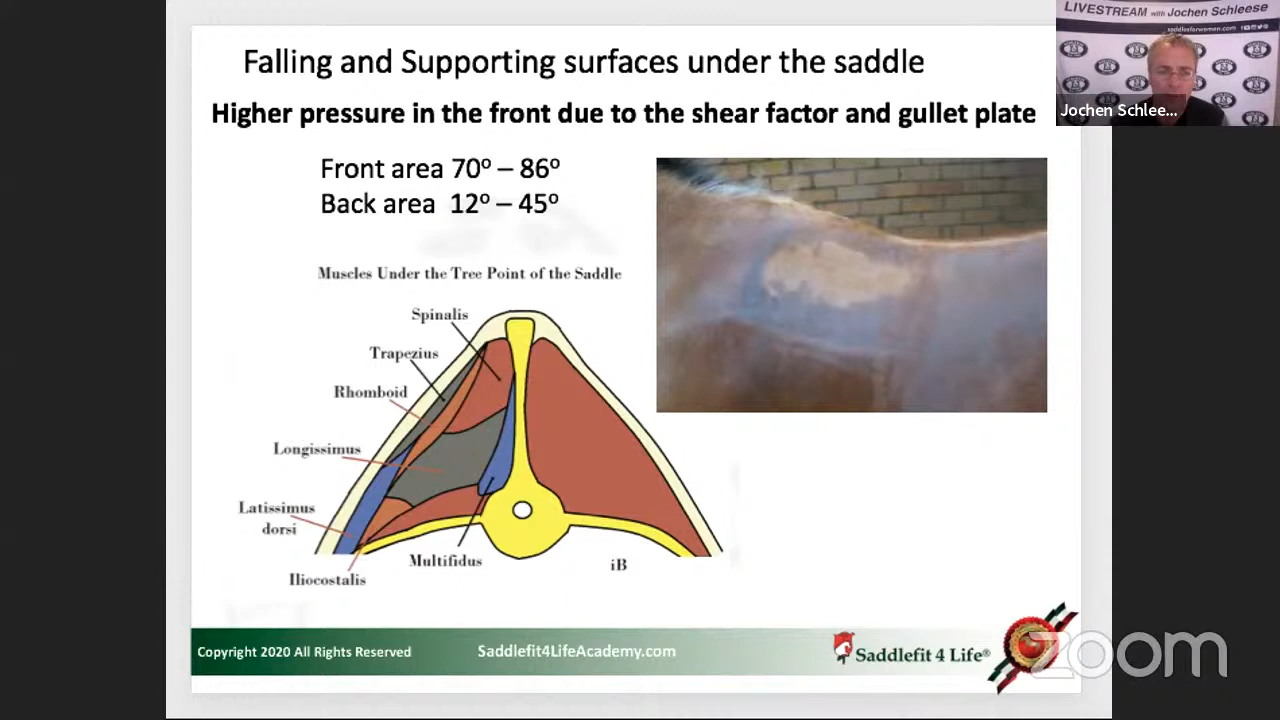 LIVESTREAM with Jochen Schleese
saddlesforwomen.com
Jochen Schlee...
Falling and Supporting surfaces under the saddle
Higher pressure in the front due to the shear factor and gullet plate
Front area 70º – 86º
Back area 12º – 45º
Muscles Under the Tree Point of the Saddle
Spinalis
Trapezius
Rhomboid
Longissimus
Latissimus
dorsi
Iliocostalis
Multifidus
iB
Copyright 2020 All Rights Reserved
Saddlefit4LifeAcademy.com
Saddlefit 4 Life®
zoom